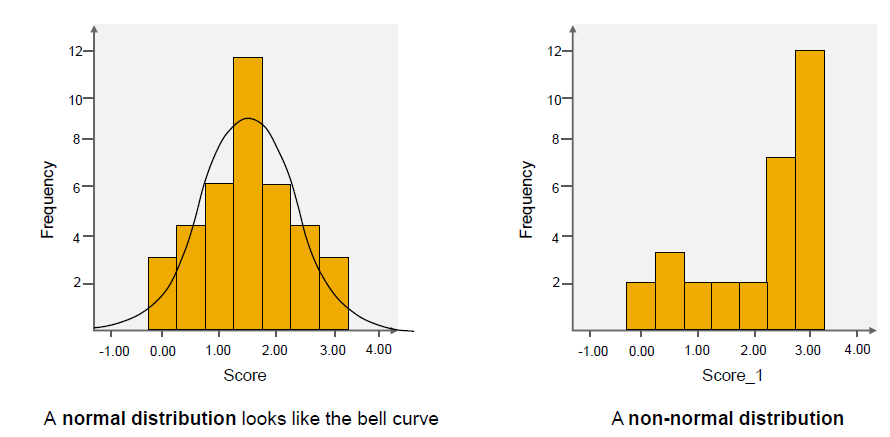 12
10
8
6
4
2
Frequency
-1.00 0.00 1.00 2.00 3.00 4.00
Score
A normal distribution looks like the bell curve
12
10
8
6
4
2
Frequency
-1.00 0.00 1.00 2.00 3.00 4.00
Score_1
A non-normal distribution